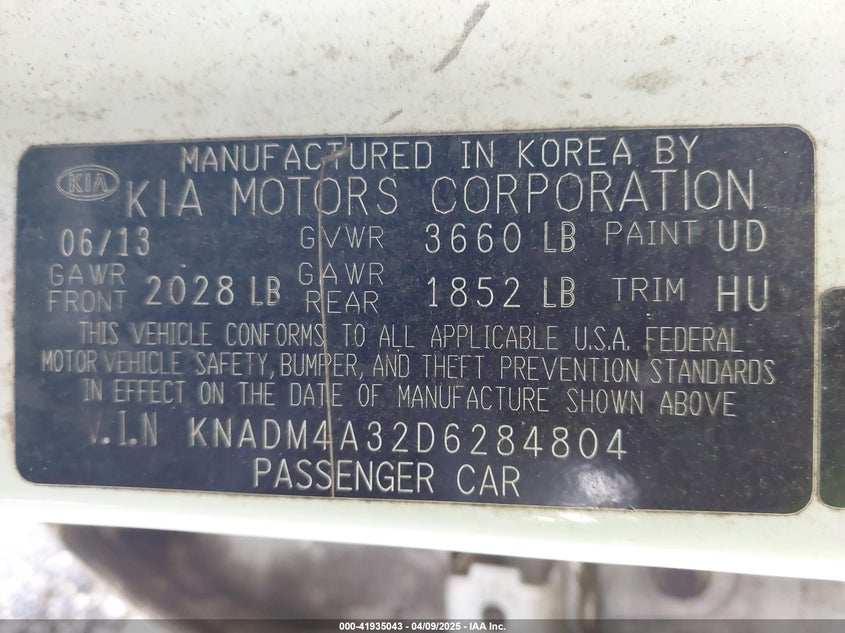 MANUFACTURED IN KOREA BY
KIA KIA MOTORS CORPORATION
06/13 GVWR 3660 LB PAINT UD
GAWR FRONT 2028 LB GAWR REAR 1852 LB TRIM HU
THIS VEHICLE CONFORMS TO ALL APPLICABLE U.S.A. FEDERAL
MOTOR VEHICLE SAFETY, BUMPER, AND THEFT PREVENTION STANDARDS
IN EFFECT ON THE DATE OF MANUFACTURE SHOWN ABOVE
V.I.N KNADM4A32D6284804
PASSENGER CAR
000-41935043 - 04/09/2025 - IAA Inc.